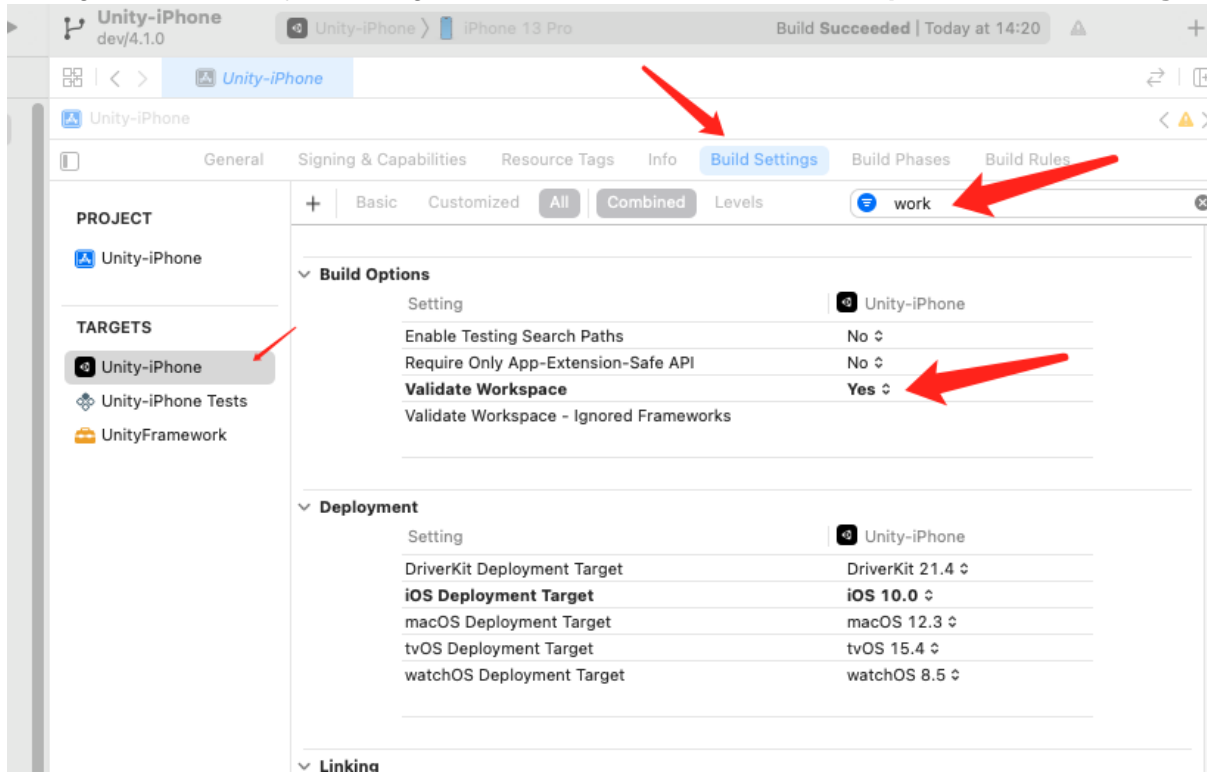 Unity-iPhone
dev/4.1.0
Unity-iPhone
iPhone 13 Pro
Build Succeeded | Today at 14:20
Unity-iPhone
Unity-iPhone
General Signing & Capabilities Resource Tags Info Build Settings Build Phases Build Rules
+ Basic Customized All Combined Levels work
PROJECT
Unity-iPhone
TARGETS
Unity-iPhone
Unity-iPhone Tests
UnityFramework
Build Options
Setting Unity-iPhone
Enable Testing Search Paths No
Require Only App-Extension-Safe API No
Validate Workspace Yes
Validate Workspace - Ignored Frameworks
Deployment
Setting Unity-iPhone
DriverKit Deployment Target DriverKit 21.4
iOS Deployment Target iOS 10.0
macOS Deployment Target macOS 12.3
tvOS Deployment Target tvOS 15.4
watchOS Deployment Target watchOS 8.5
Linking